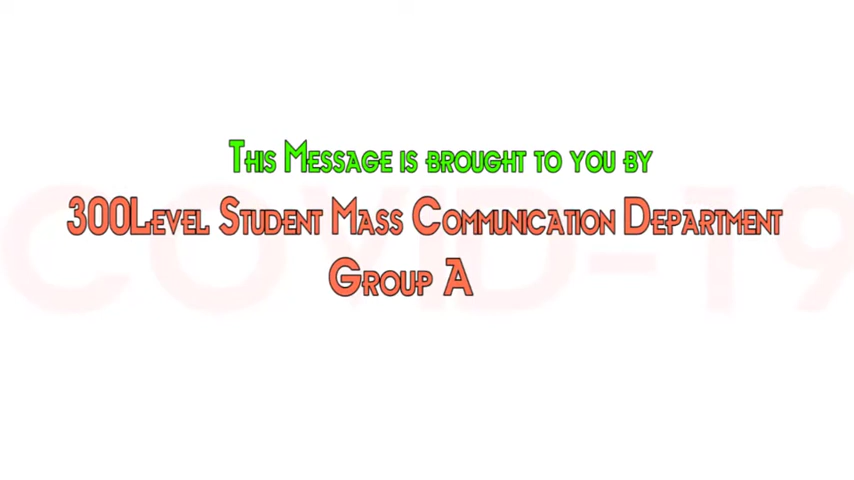 This Message is brought to you by
COVID-19
300Level Student Mass Communication Department
Group A